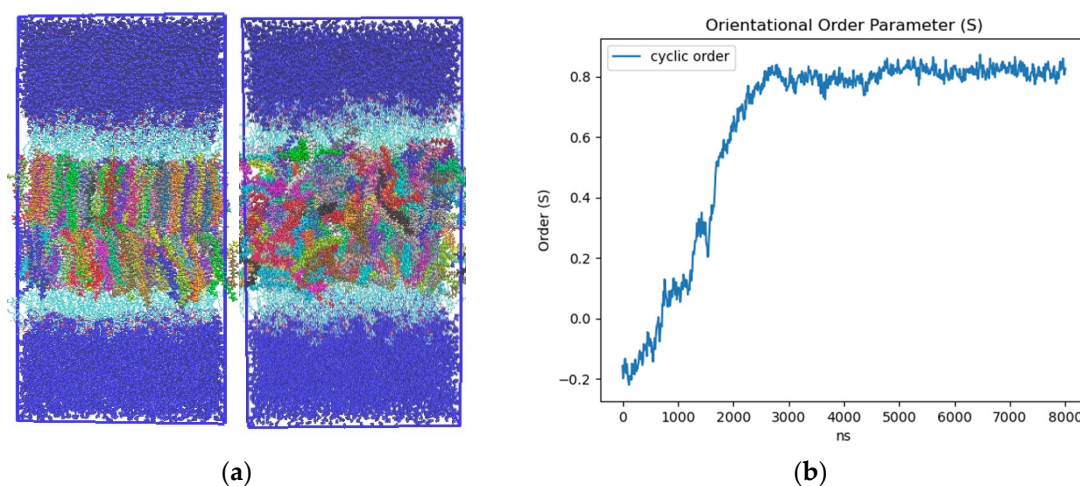 Orientational Order Parameter (S)
cyclic order
0.8
0.6
0.4
0.2
0.0
−0.2
Order (S)
0 1000 2000 3000 4000 5000 6000 7000 8000
ns
(a) (b)